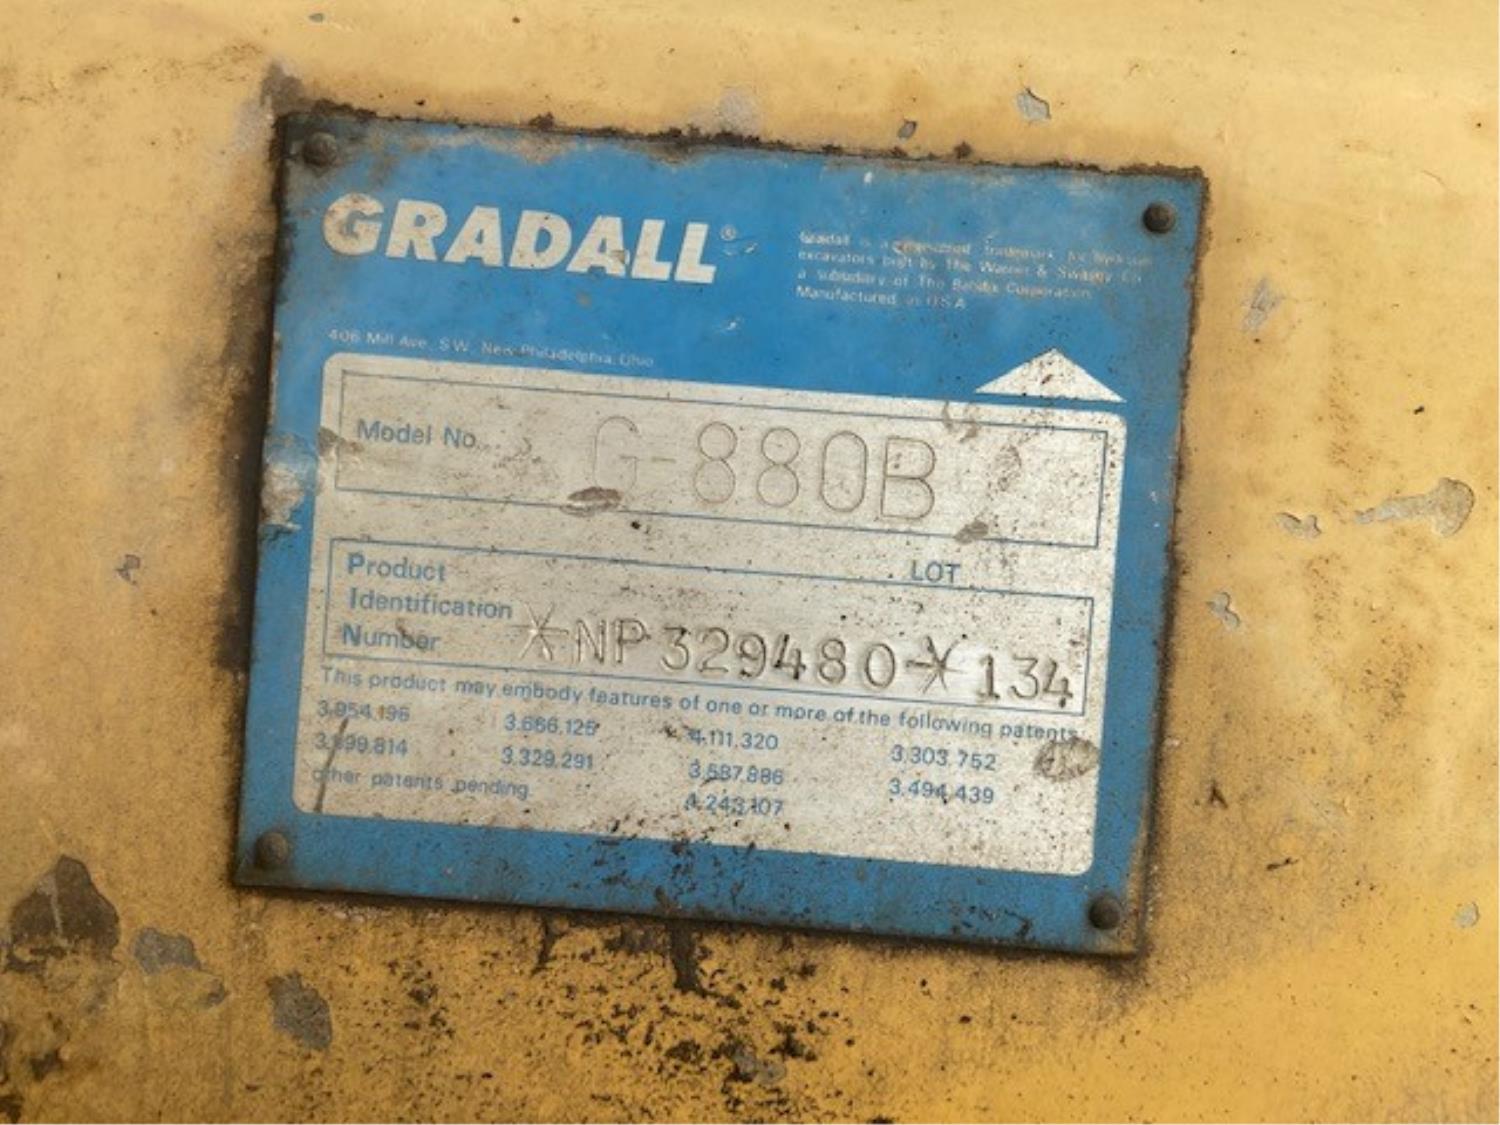 GRADALL®
Gradall is a registered trademark for hydraulic
excavators built by The Warner & Swasey Co.
a subsidiary of The Bendix Corporation
Manufactured in U.S.A.
406 Mill Ave. S.W. New Philadelphia, Ohio
Model No. G-880B
Product
Identification
Number
LOT
*NP329480* 134
This product may embody features of one or more of the following patents
3,954,196 3,666,125 4,111,320 3,303,752
3,329,291 3,587,886 3,494,439
other patents pending. 4,243,107